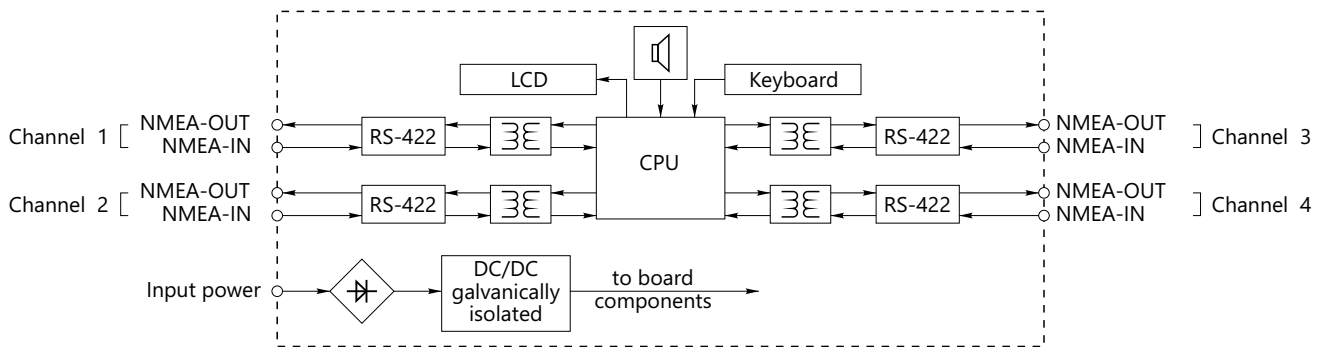 LCD
Keyboard
Channel 1
NMEA-OUT
NMEA-IN
RS-422
CPU
RS-422
NMEA-OUT
NMEA-IN
Channel 3
Channel 2
NMEA-OUT
NMEA-IN
RS-422
RS-422
NMEA-OUT
NMEA-IN
Channel 4
Input power
DC/DC
galvanically
isolated
to board
components